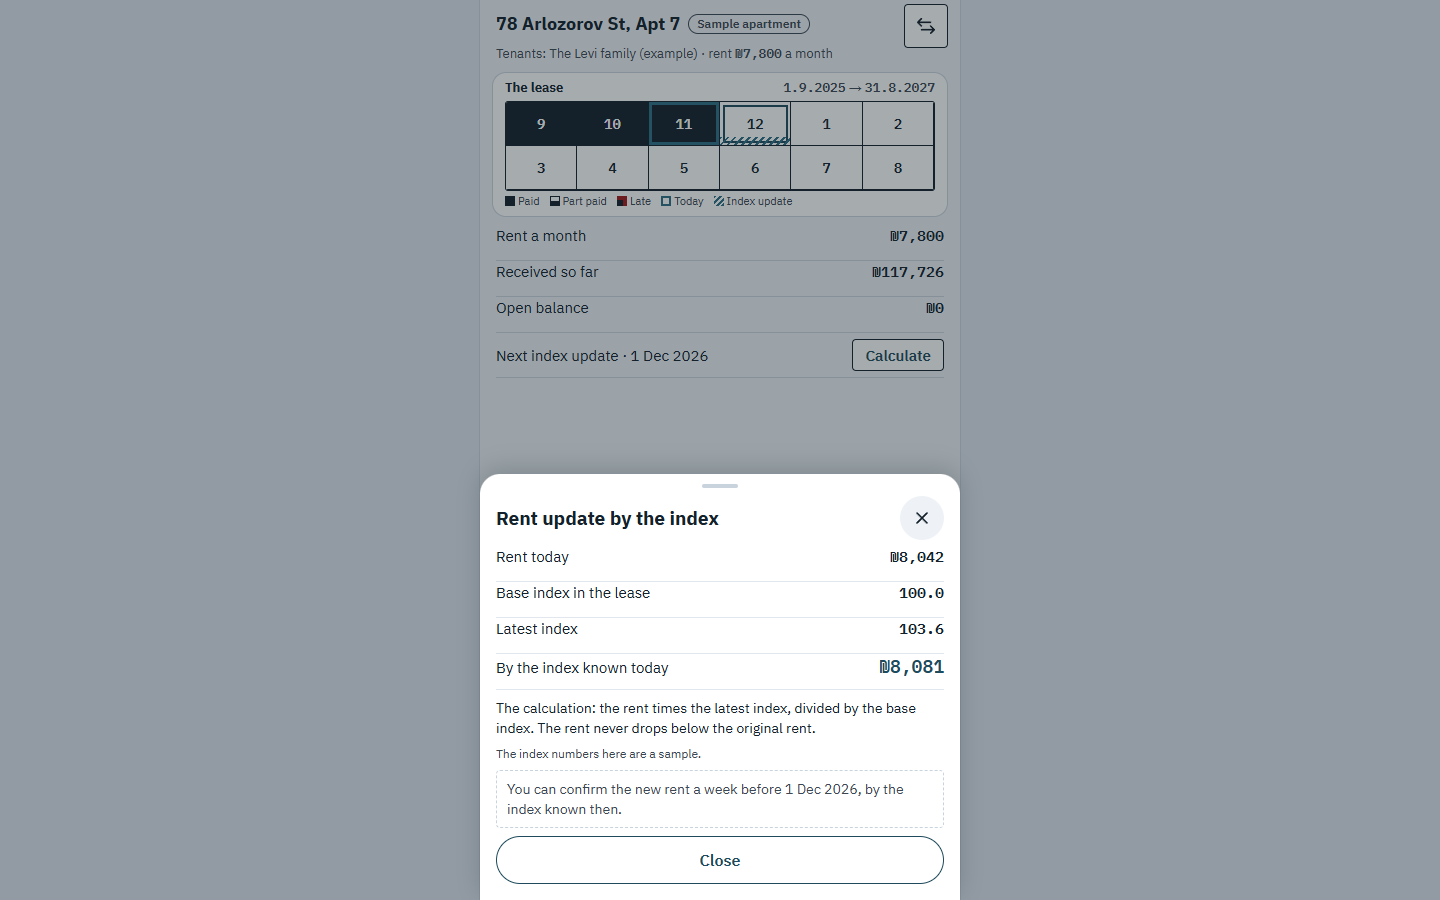 78 Arlozorov St, Apt 7 Sample apartment
Tenants: The Levi family (example) · rent ₪7,800 a month
The lease 1.9.2025 → 31.8.2027
9 10 11 12 1 2
3 4 5 6 7 8
Paid Part paid Late Today Index update
Rent a month ₪7,800
Received so far ₪117,726
Open balance ₪0
Next index update · 1 Dec 2026 Calculate
Rent update by the index
Rent today ₪8,042
Base index in the lease 100.0
Latest index 103.6
By the index known today ₪8,081
The calculation: the rent times the latest index, divided by the base
index. The rent never drops below the original rent.
The index numbers here are a sample.
You can confirm the new rent a week before 1 Dec 2026, by the
index known then.
Close